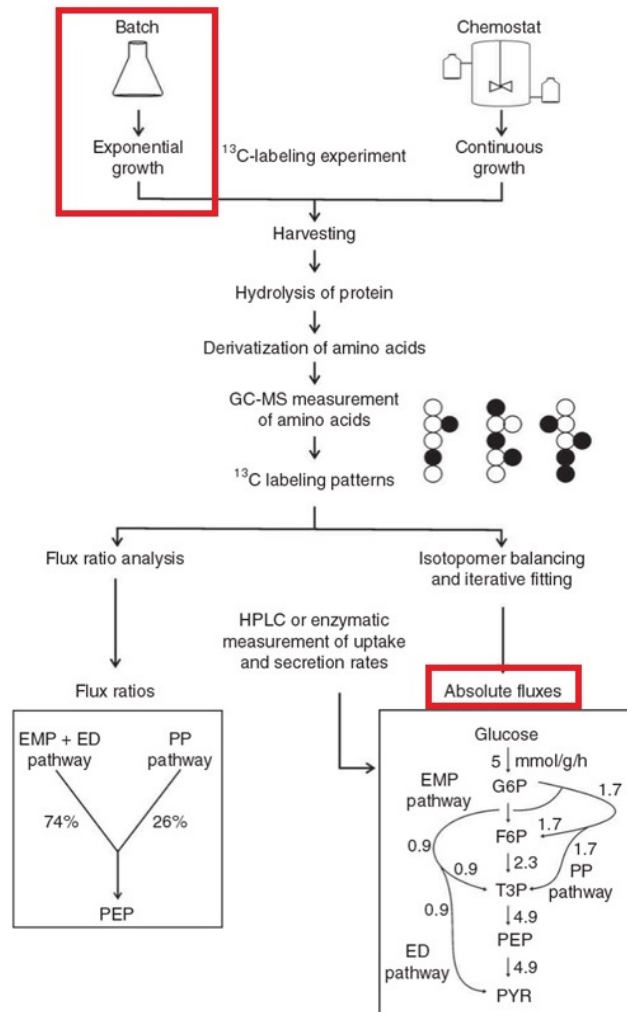 Batch
Chemostat
Exponential
growth
¹³C-labeling experiment
Continuous
growth
Harvesting
Hydrolysis of protein
Derivatization of amino acids
GC-MS measurement
of amino acids
¹³C labeling patterns
Flux ratio analysis
Isotopomer balancing
and iterative fitting
HPLC or enzymatic
measurement of uptake
and secretion rates
Flux ratios
EMP + ED
pathway
PP
pathway
74%
26%
PEP
Absolute fluxes
Glucose
5 mmol/g/h
G6P
EMP
pathway
1.7
F6P
1.7
0.9
2.3
1.7
0.9
T3P
PP
pathway
0.9
4.9
PEP
ED
pathway
4.9
PYR